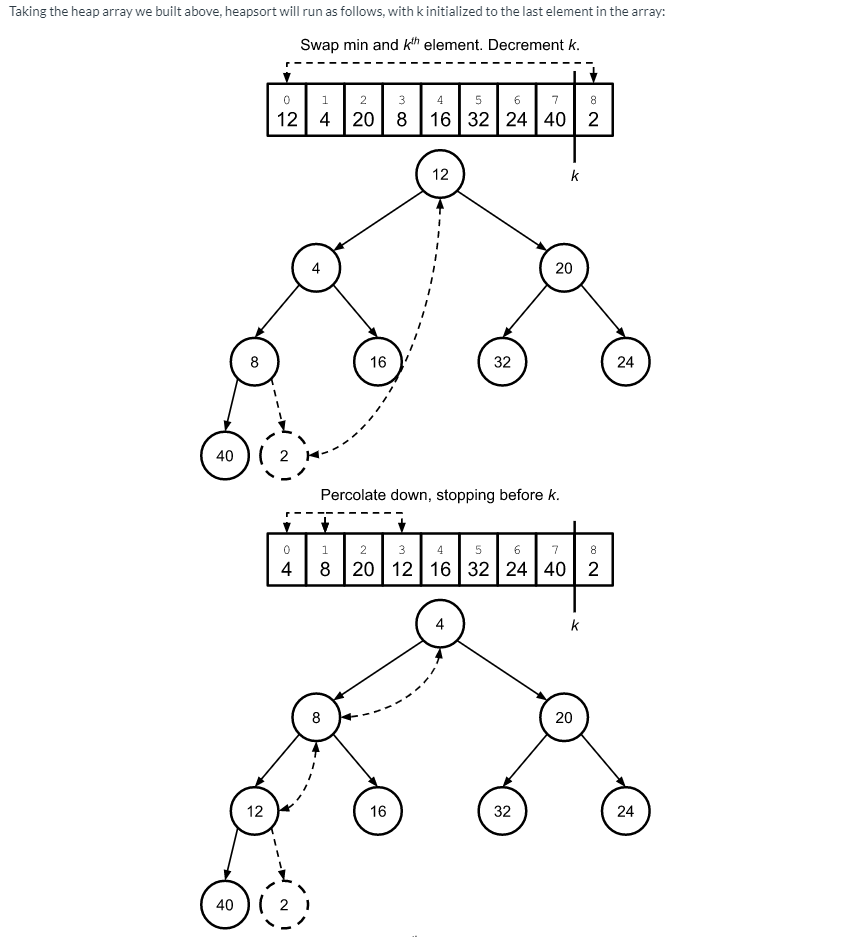 Taking the heap array we built above, heapsort will run as follows, with k initialized to the last element in the array:
Swap min and kth element. Decrement k.
0 1 2 3 4 5 6 7 8
12 4 20 8 16 32 24 40 2
k
12
4 20
8 16 32 24
40 2
Percolate down, stopping before k.
0 1 2 3 4 5 6 7 8
4 8 20 12 16 32 24 40 2
k
4
8 20
12 16 32 24
40 2